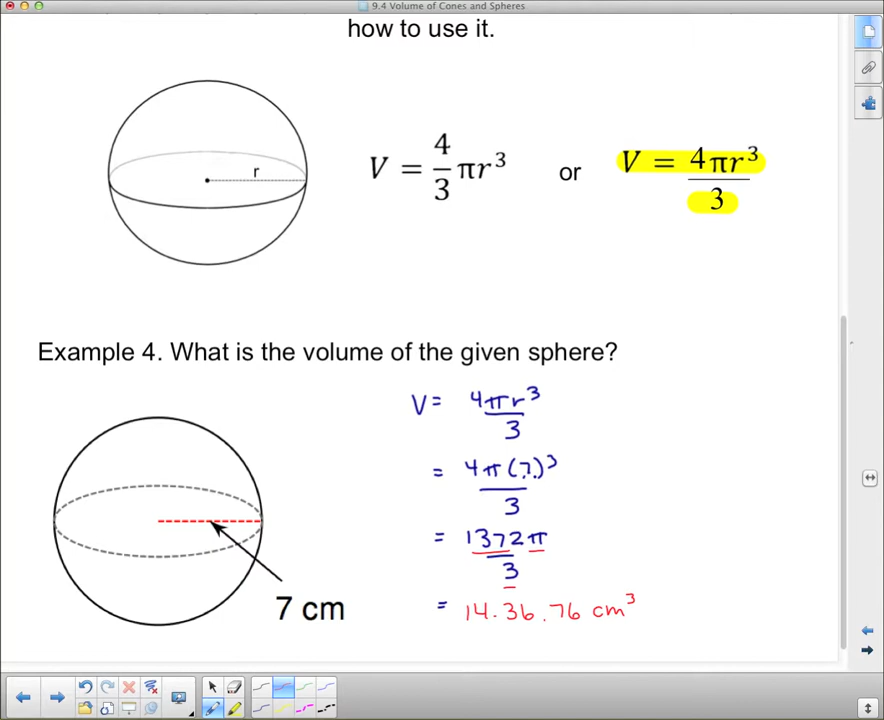 9.4 Volume of Cones and Spheres
how to use it.
r
V = 4/3 πr³ or V = 4πr³/3
Example 4. What is the volume of the given sphere?
V = 4πr³/3
= 4π(7.)³/3
= 1372π/3
= 14.36.76 cm³
7 cm